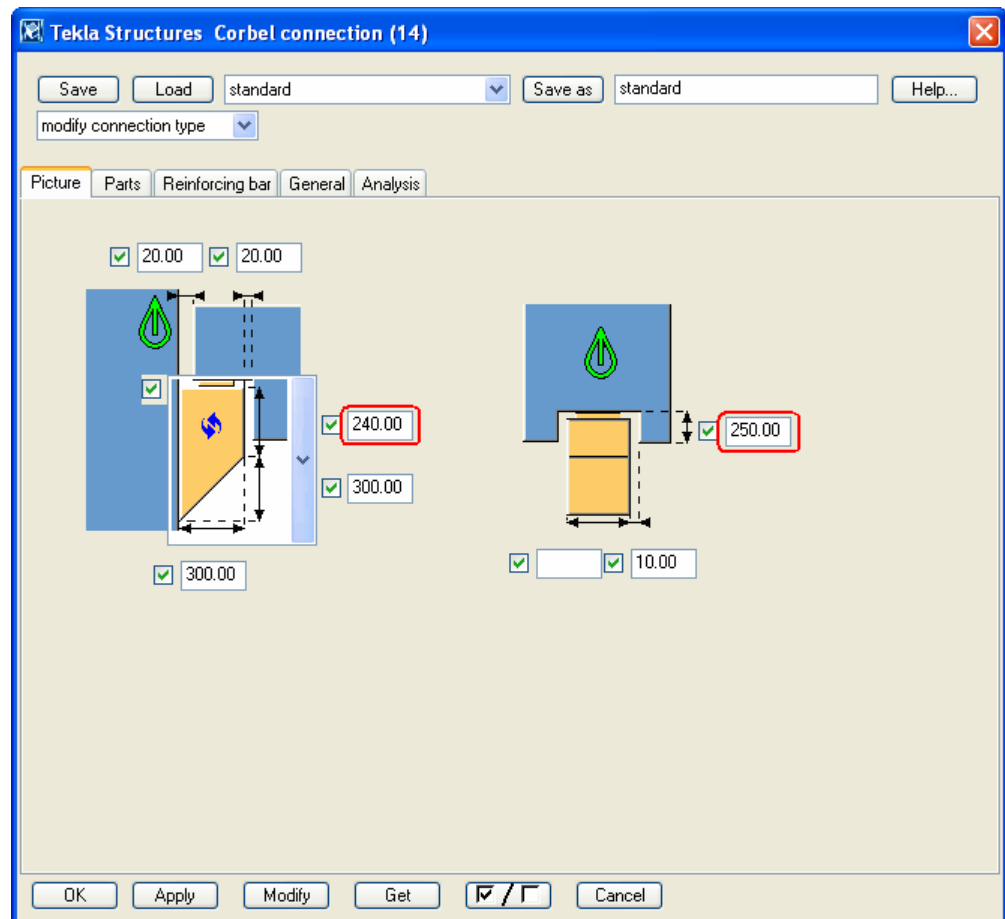 Tekla Structures Corbel connection (14)
Save Load standard Save as standard Help...
modify connection type
Picture Parts Reinforcing bar General Analysis
20.00 20.00
240.00 250.00
300.00
10.00
300.00
OK Apply Modify Get / Cancel